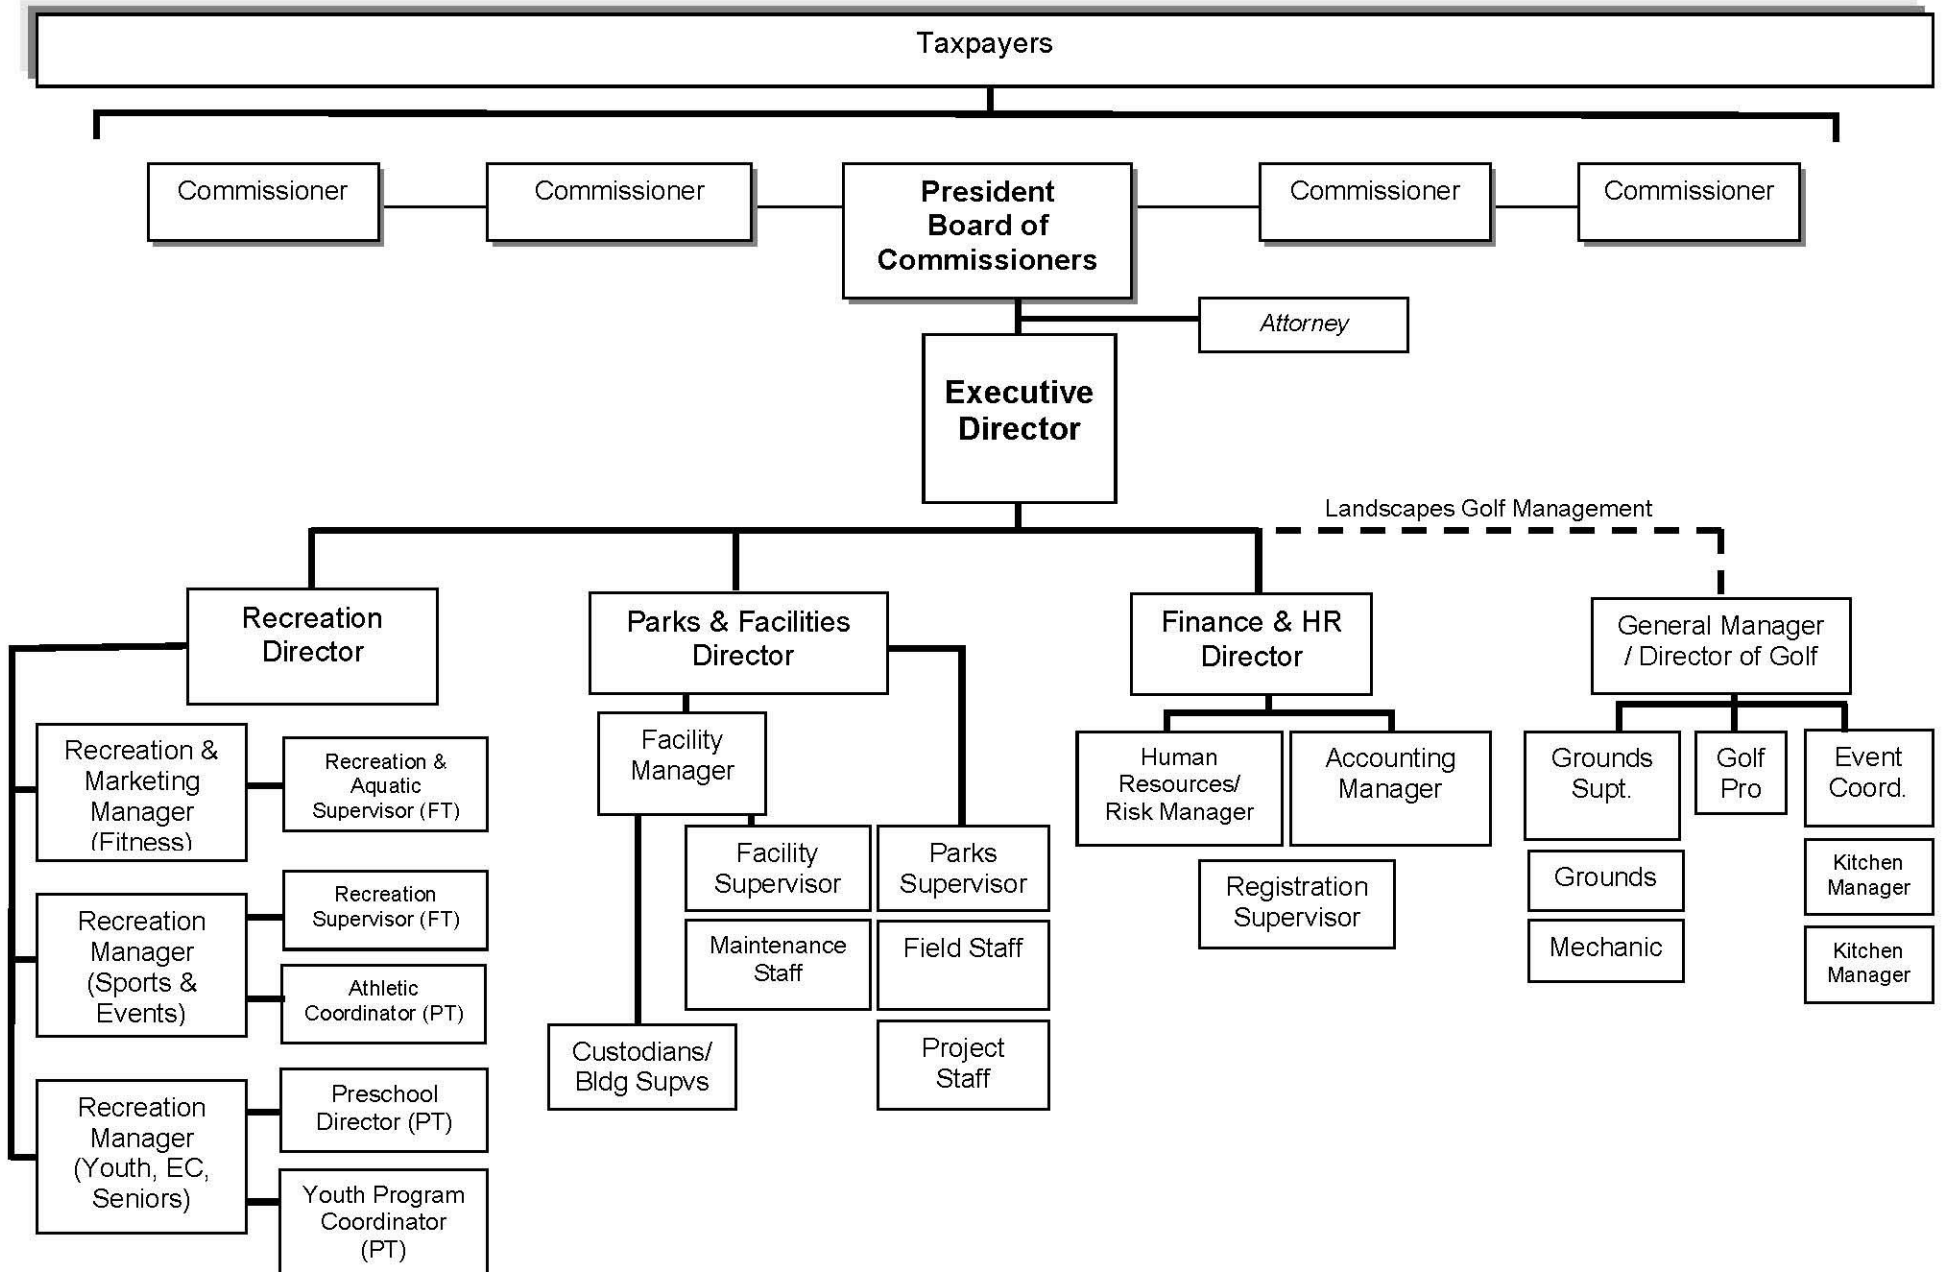 Taxpayers
Commissioner
Commissioner
President
Board of
Commissioners
Commissioner
Commissioner
Attorney
Executive
Director
Landscapes Golf Management
Recreation
Director
Parks & Facilities
Director
Finance & HR
Director
General Manager
/ Director of Golf
Recreation &
Marketing
Manager
(Fitness)
Recreation &
Aquatic
Supervisor (FT)
Recreation
Manager
(Sports &
Events)
Recreation
Supervisor (FT)
Athletic
Coordinator (PT)
Recreation
Manager
(Youth, EC,
Seniors)
Preschool
Director (PT)
Youth Program
Coordinator
(PT)
Facility
Manager
Facility
Supervisor
Maintenance
Staff
Custodians/
Bldg Supvs
Parks
Supervisor
Field Staff
Project
Staff
Human
Resources/
Risk Manager
Accounting
Manager
Registration
Supervisor
Grounds
Supt.
Grounds
Mechanic
Golf
Pro
Event
Coord.
Kitchen
Manager
Kitchen
Manager